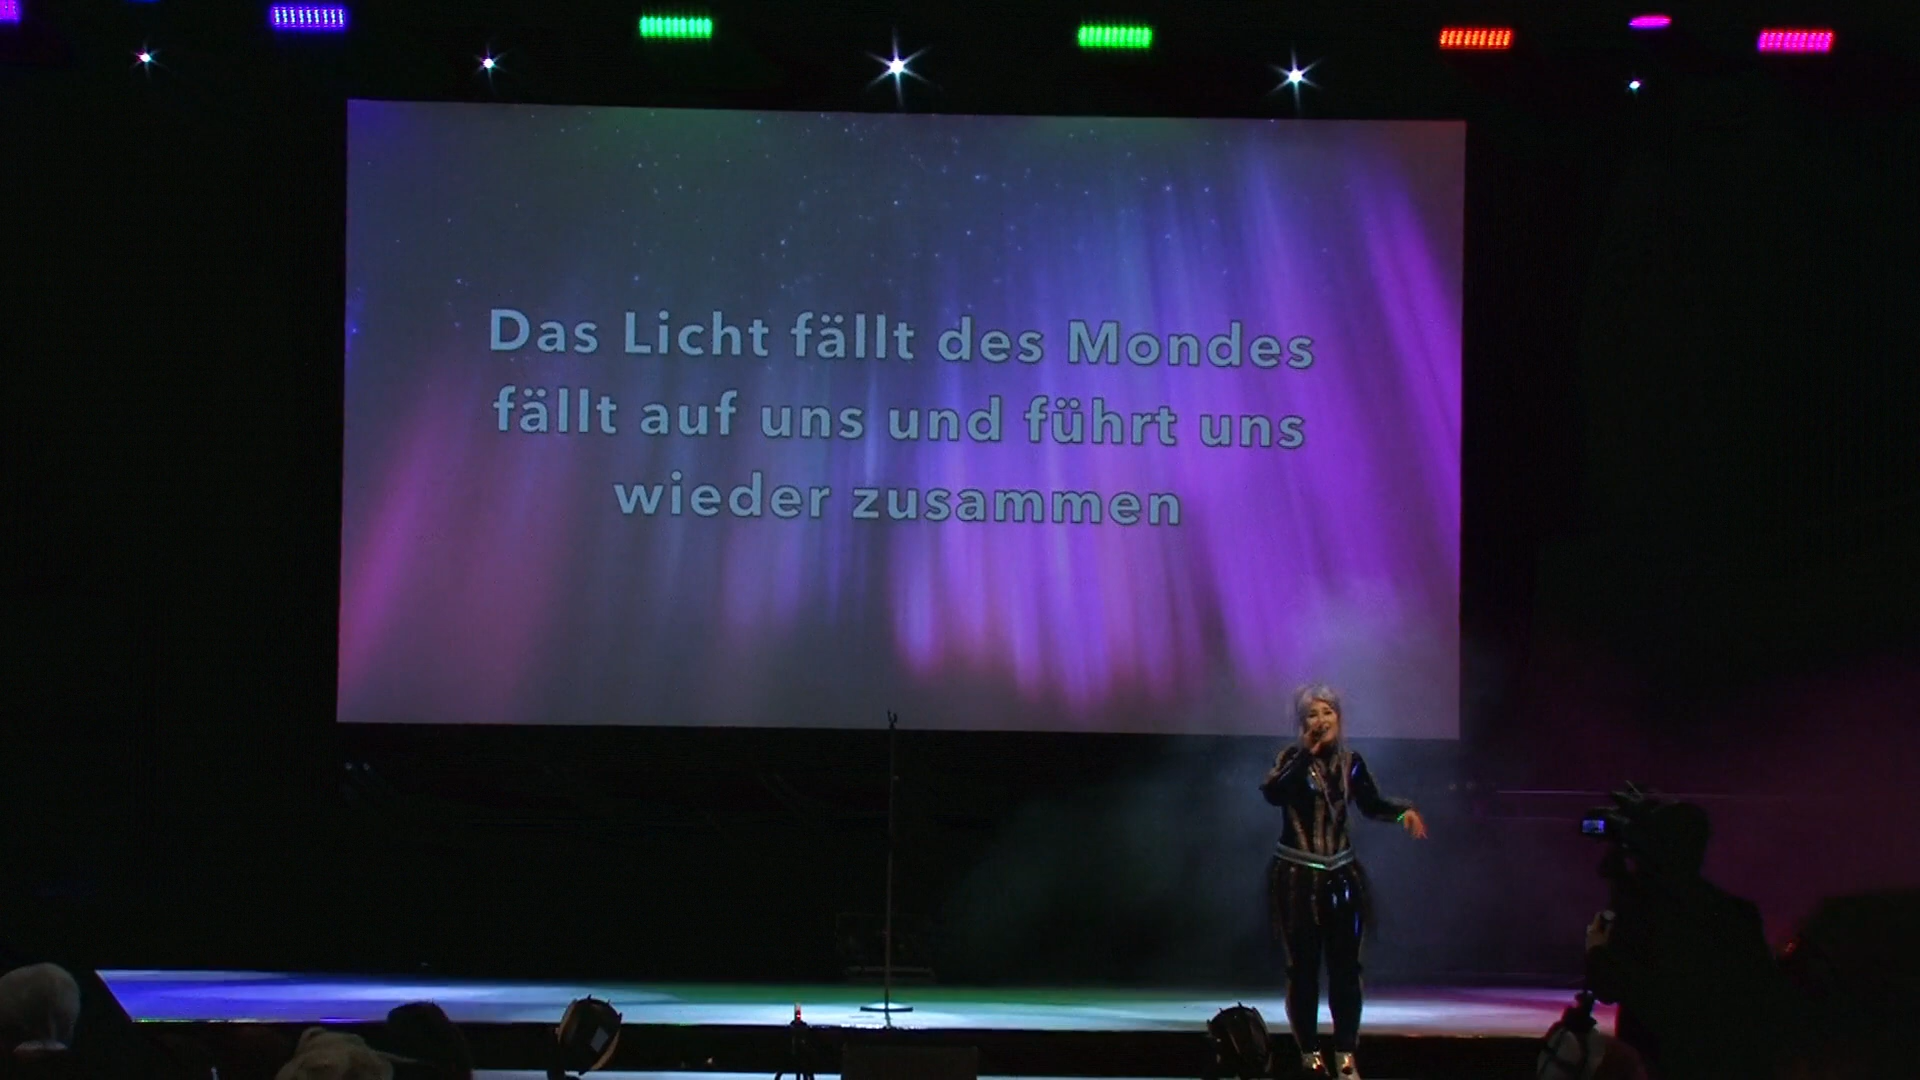 Das Licht fällt des Mondes
fällt auf uns und führt uns
wieder zusammen